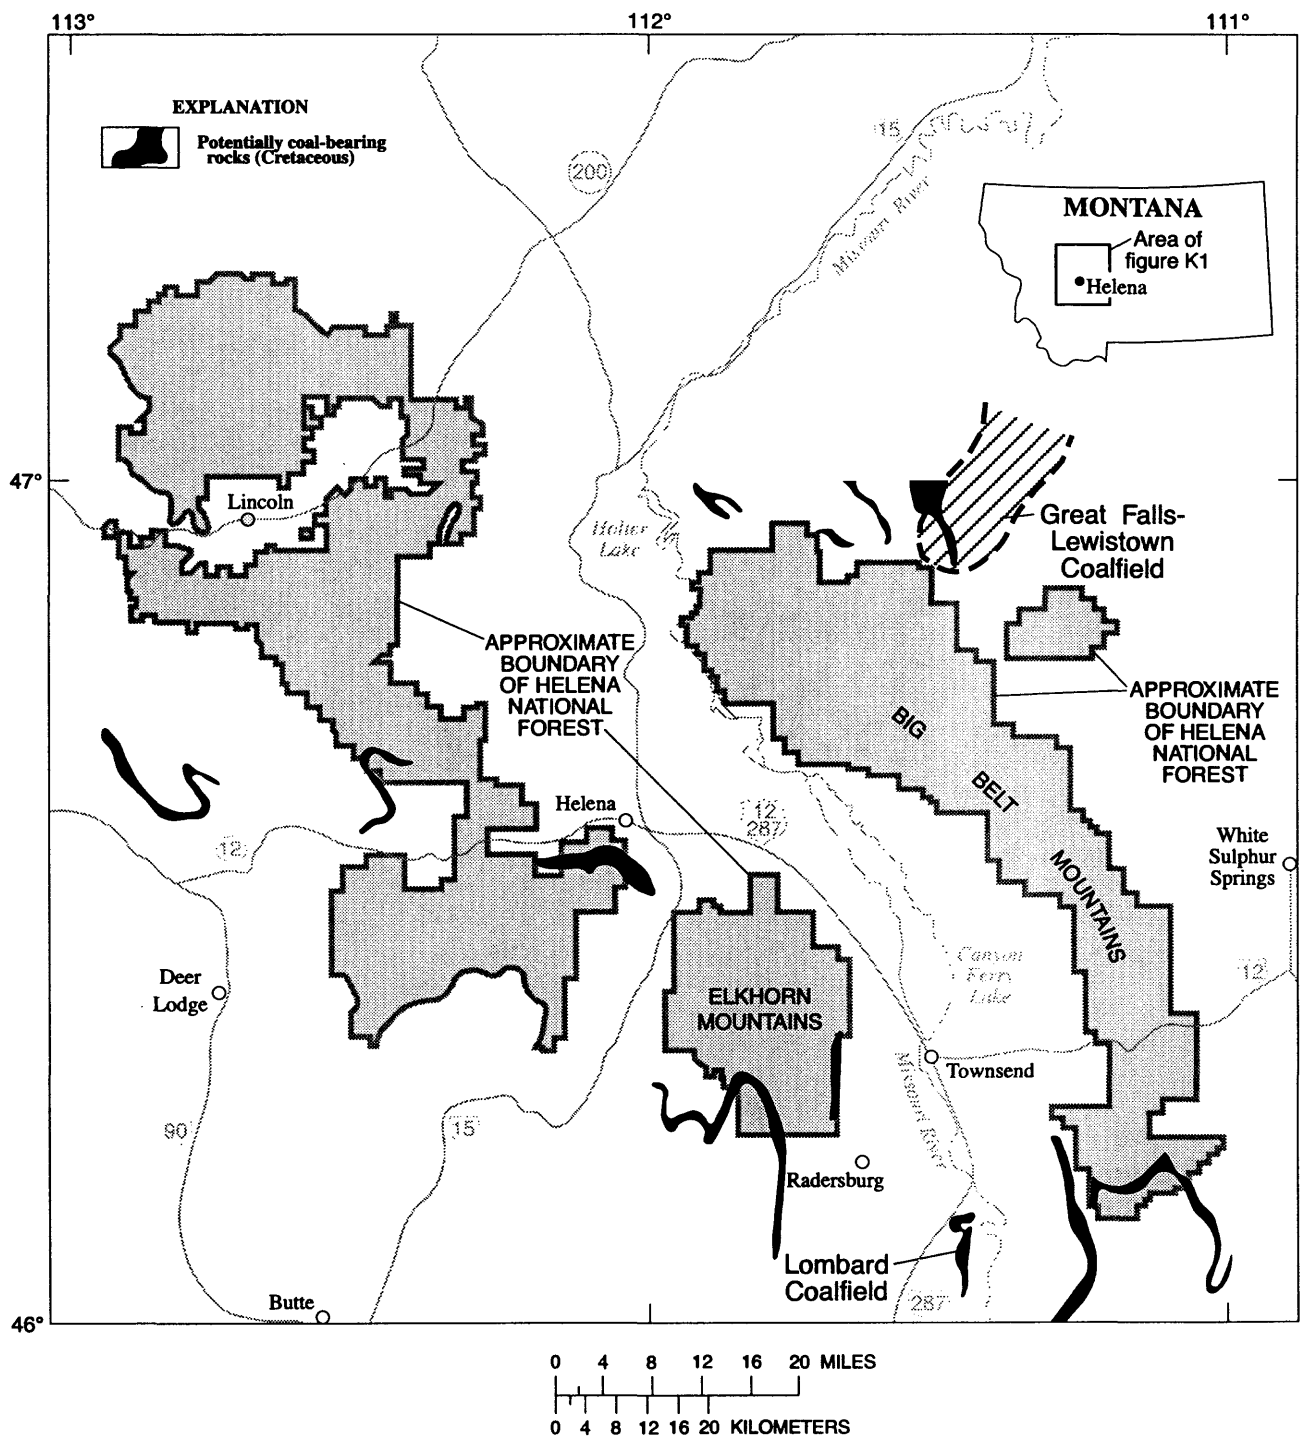 113°
112°
111°
EXPLANATION
Potentially coal-bearing
rocks (Cretaceous)
200
15
Missouri River
MONTANA
Area of
figure K1
Helena
47°
Lincoln
Holter
Lake
Great Falls-
Lewistown
Coalfield
APPROXIMATE
BOUNDARY
OF HELENA
NATIONAL
FOREST
APPROXIMATE
BOUNDARY
OF HELENA
NATIONAL
FOREST
BIG
BELT
MOUNTAINS
Helena
12
287
12
White
Sulphur
Springs
Deer
Lodge
Canyon
Ferry
Lake
12
ELKHORN
MOUNTAINS
Townsend
Missouri River
90
15
Radersburg
Lombard
Coalfield
287
Butte
46°
0 4 8 12 16 20 MILES
0 4 8 12 16 20 KILOMETERS